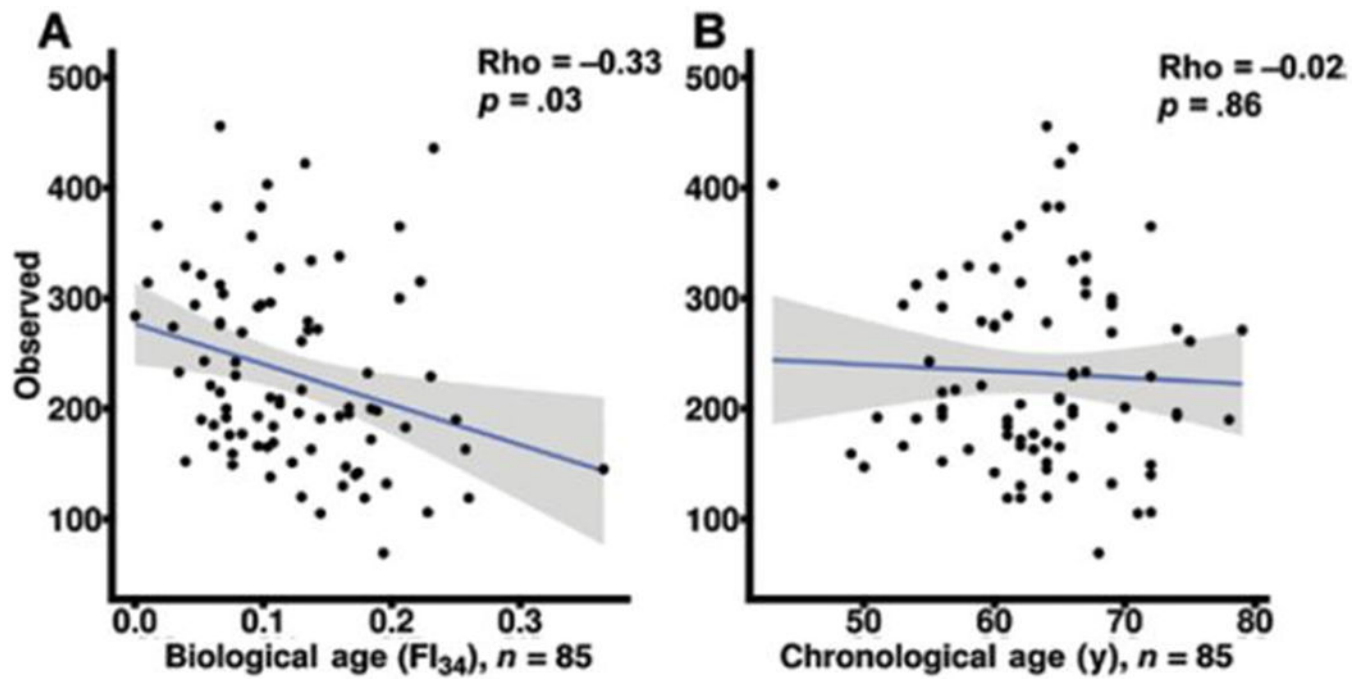 A
Rho = –0.33
p = .03
500
400
300
200
100
Observed
0.0 0.1 0.2 0.3
Biological age (FI34), n = 85
B
Rho = –0.02
p = .86
500
400
300
200
100
50 60 70 80
Chronological age (y), n = 85